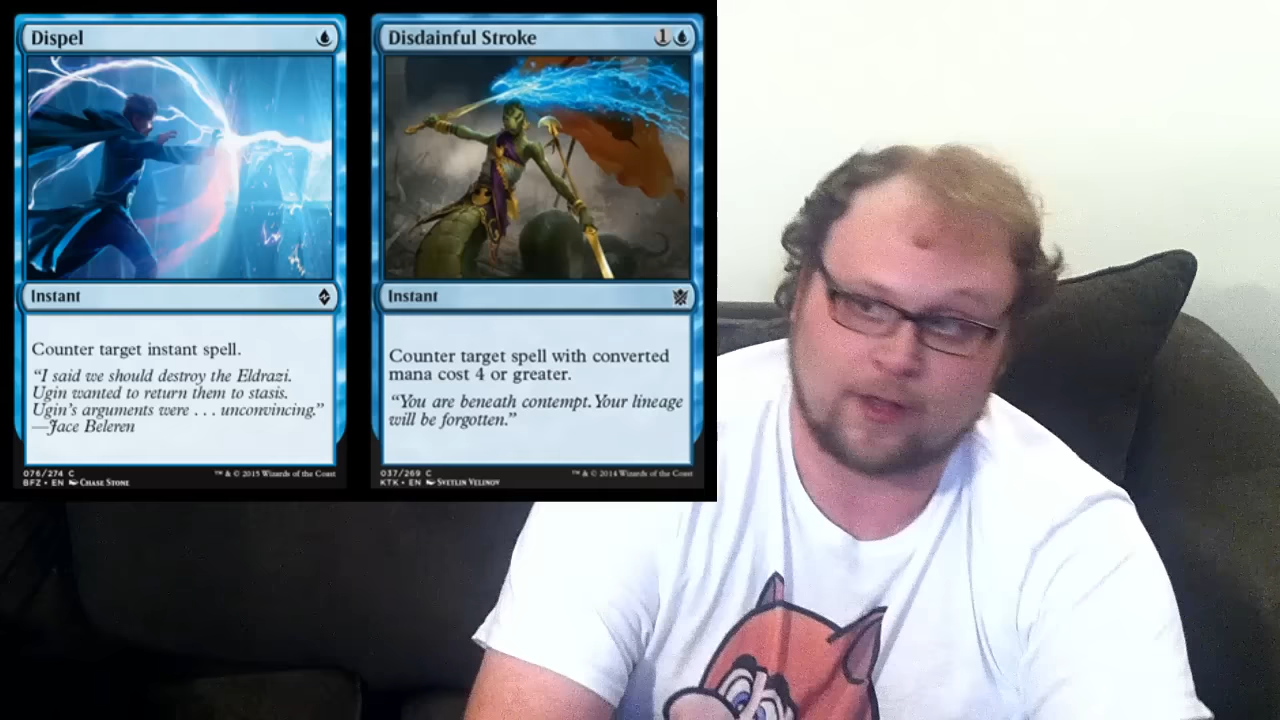 Dispel
Instant
Counter target instant spell.
“I said we should destroy the Eldrazi.
Ugin wanted to return them to stasis.
Ugin’s arguments were . . . unconvincing.”
—Jace Beleren
076/274 C
BFZ • EN Chase Stone
™ & © 2015 Wizards of the Coast
Disdainful Stroke 1
Instant
Counter target spell with converted
mana cost 4 or greater.
“You are beneath contempt. Your lineage
will be forgotten.”
037/269 C
KTK • EN Svetlin Velinov
™ & © 2014 Wizards of the Coast